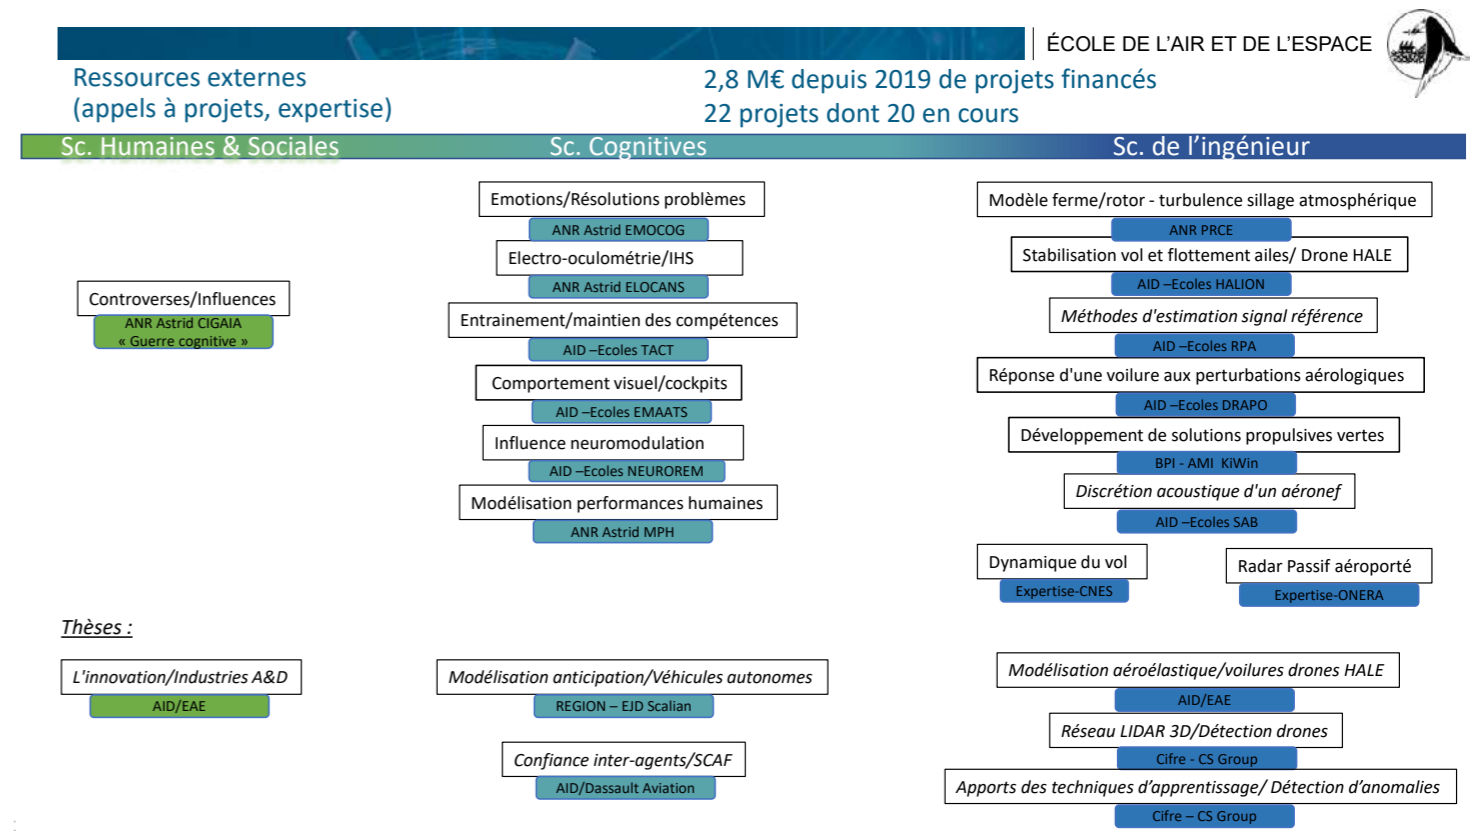 ÉCOLE DE L'AIR ET DE L'ESPACE
Ressources externes
(appels à projets, expertise)
2,8 M€ depuis 2019 de projets financés
22 projets dont 20 en cours
Sc. Humaines & Sociales
Sc. Cognitives
Sc. de l'ingénieur
Controverses/Influences
ANR Astrid CIGAIA
« Guerre cognitive »
Emotions/Résolutions problèmes
ANR Astrid EMOCOG
Electro-oculométrie/IHS
ANR Astrid ELOCANS
Entrainement/maintien des compétences
AID –Ecoles TACT
Comportement visuel/cockpits
AID –Ecoles EMAATS
Influence neuromodulation
AID –Ecoles NEUROREM
Modélisation performances humaines
ANR Astrid MPH
Modèle ferme/rotor - turbulence sillage atmosphérique
ANR PRCE
Stabilisation vol et flottement ailes/ Drone HALE
AID –Ecoles HALION
Méthodes d'estimation signal référence
AID –Ecoles RPA
Réponse d'une voilure aux perturbations aérologiques
AID –Ecoles DRAPO
Développement de solutions propulsives vertes
BPI - AMI KiWin
Discrétion acoustique d'un aéronef
AID –Ecoles SAB
Dynamique du vol
Expertise-CNES
Radar Passif aéroporté
Expertise-ONERA
Thèses :
L'innovation/Industries A&D
AID/EAE
Modélisation anticipation/Véhicules autonomes
REGION – EJD Scalian
Confiance inter-agents/SCAF
AID/Dassault Aviation
Modélisation aéroélastique/voilures drones HALE
AID/EAE
Réseau LIDAR 3D/Détection drones
Cifre - CS Group
Apports des techniques d'apprentissage/ Détection d'anomalies
Cifre – CS Group